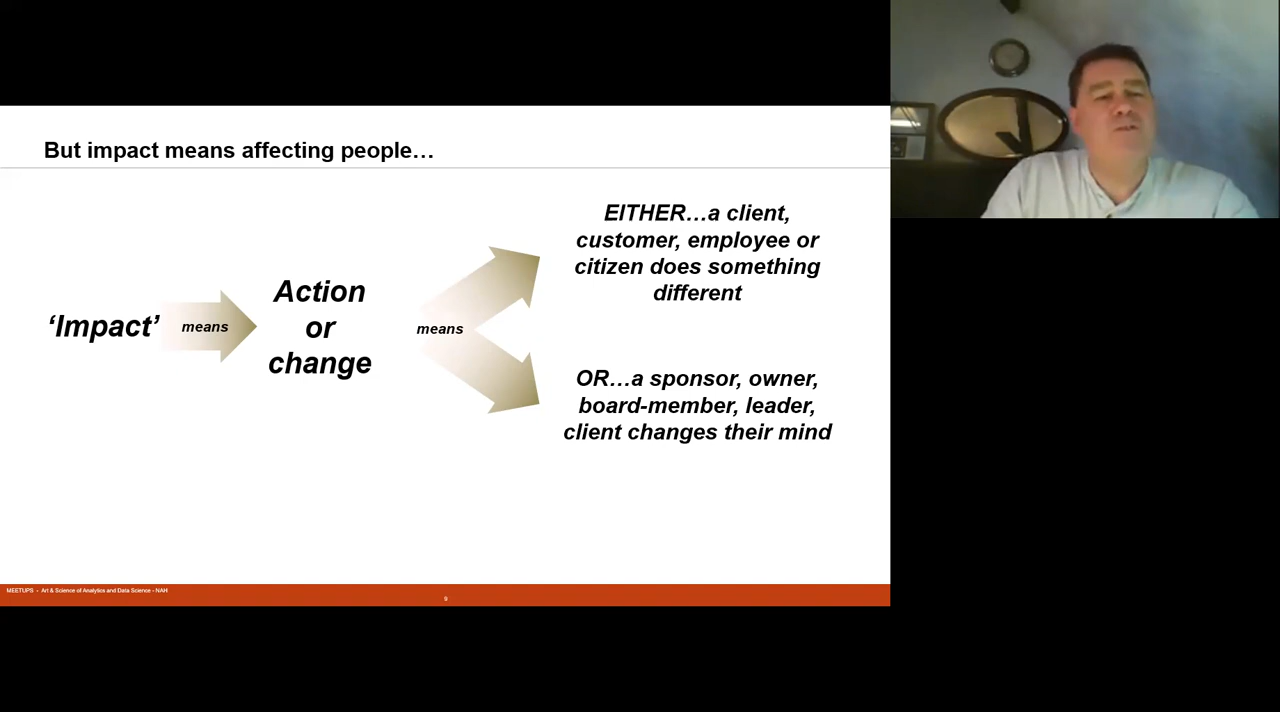 But impact means affecting people…
‘Impact’
means
Action
or
change
means
EITHER…a client,
customer, employee or
citizen does something
different
OR…a sponsor, owner,
board-member, leader,
client changes their mind
MEETUPS - Art & Science of Analytics and Data Science - NAH
9